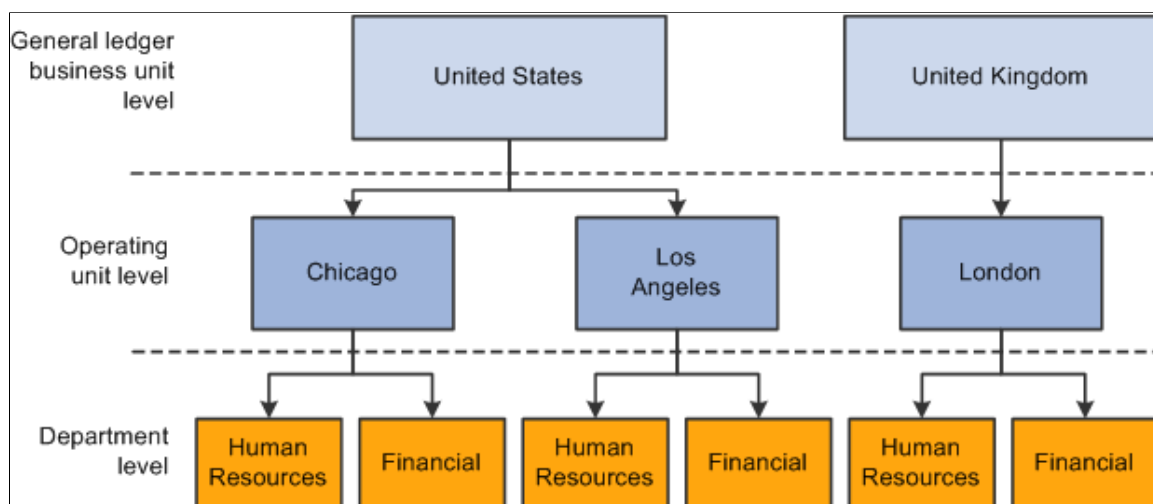 General ledger
business unit
level
United States
United Kingdom
Operating
unit level
Chicago
Los
Angeles
London
Department
level
Human
Resources
Financial
Human
Resources
Financial
Human
Resources
Financial